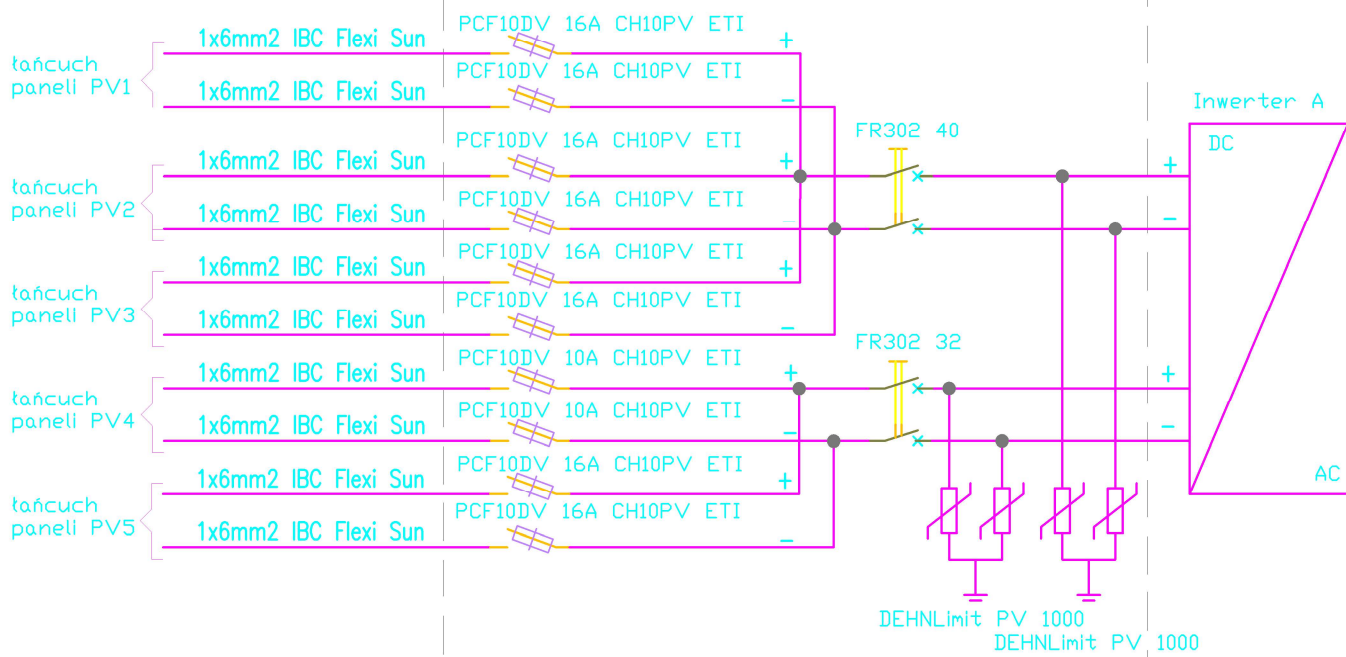 PCF10DV 16A CH10PV ETI
1x6mm2 IBC Flexi Sun
+
łańcuch
paneli PV1
PCF10DV 16A CH10PV ETI
1x6mm2 IBC Flexi Sun
-
Inwerter A
FR302 40
DC
PCF10DV 16A CH10PV ETI
1x6mm2 IBC Flexi Sun
+
+
łańcuch
paneli PV2
PCF10DV 16A CH10PV ETI
1x6mm2 IBC Flexi Sun
-
PCF10DV 16A CH10PV ETI
1x6mm2 IBC Flexi Sun
+
łańcuch
paneli PV3
PCF10DV 16A CH10PV ETI
1x6mm2 IBC Flexi Sun
-
FR302 32
PCF10DV 10A CH10PV ETI
1x6mm2 IBC Flexi Sun
+
+
łańcuch
paneli PV4
PCF10DV 10A CH10PV ETI
1x6mm2 IBC Flexi Sun
-
-
PCF10DV 16A CH10PV ETI
1x6mm2 IBC Flexi Sun
+
AC
łańcuch
paneli PV5
PCF10DV 16A CH10PV ETI
1x6mm2 IBC Flexi Sun
-
DEHNLimit PV 1000
DEHNLimit PV 1000